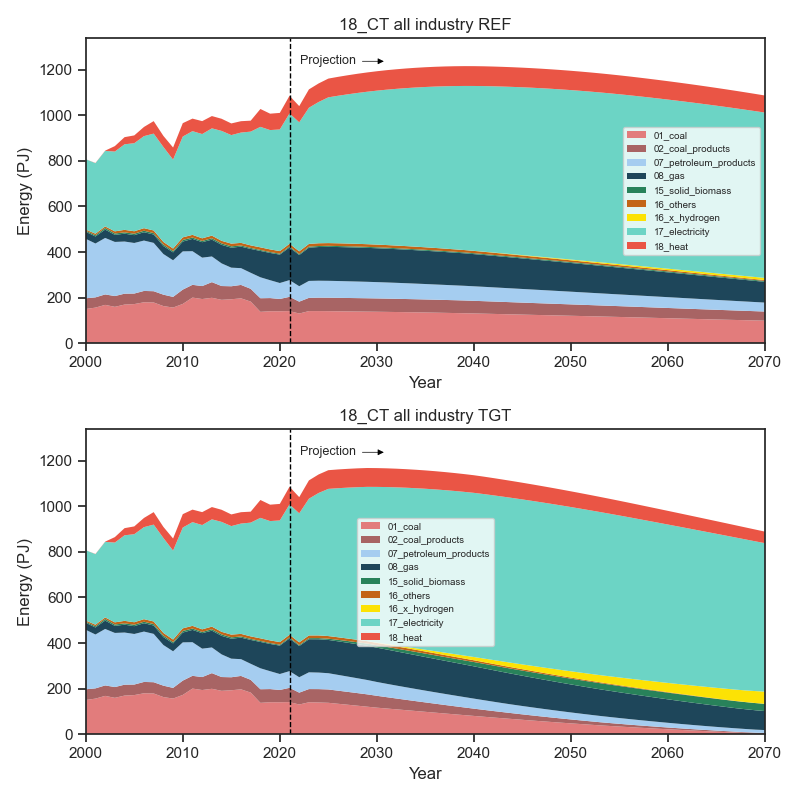 18_CT all industry REF
Projection
1200
1000
800
600
400
200
0
Energy (PJ)
01_coal
02_coal_products
07_petroleum_products
08_gas
15_solid_biomass
16_others
16_x_hydrogen
17_electricity
18_heat
2000 2010 2020 2030 2040 2050 2060 2070
Year
18_CT all industry TGT
Projection
1200
1000
800
600
400
200
0
Energy (PJ)
01_coal
02_coal_products
07_petroleum_products
08_gas
15_solid_biomass
16_others
16_x_hydrogen
17_electricity
18_heat
2000 2010 2020 2030 2040 2050 2060 2070
Year